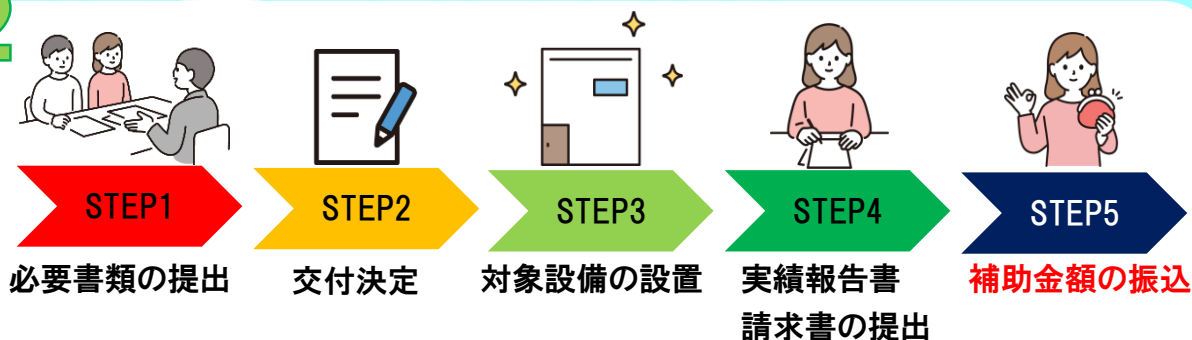 STEP1
必要書類の提出
STEP2
交付決定
STEP3
対象設備の設置
STEP4
実績報告書
請求書の提出
STEP5
補助金額の振込